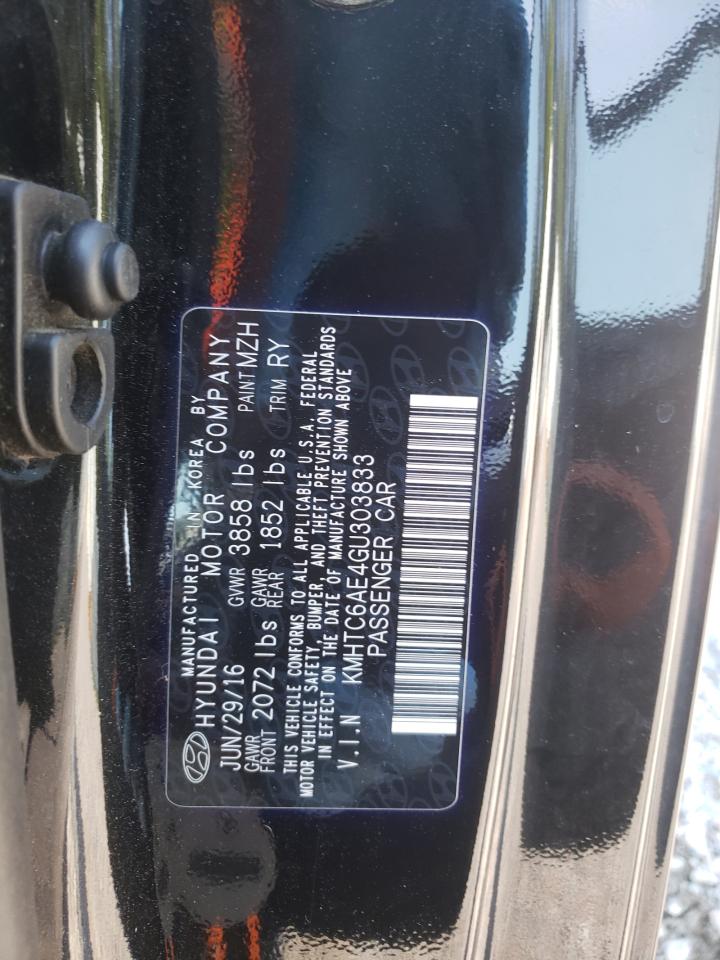 MANUFACTURED IN KOREA BY
HYUNDAI MOTOR COMPANY
JUN/29/16 GVWR 3858 lbs PAINT MZH
GAWR FRONT 2072 lbs GAWR REAR 1852 lbs TRIM RY
THIS VEHICLE CONFORMS TO ALL APPLICABLE U.S.A. FEDERAL
MOTOR VEHICLE SAFETY, BUMPER, AND THEFT PREVENTION STANDARDS
IN EFFECT ON THE DATE OF MANUFACTURE SHOWN ABOVE
V.I.N KMHTC6AE4GU303833
PASSENGER CAR